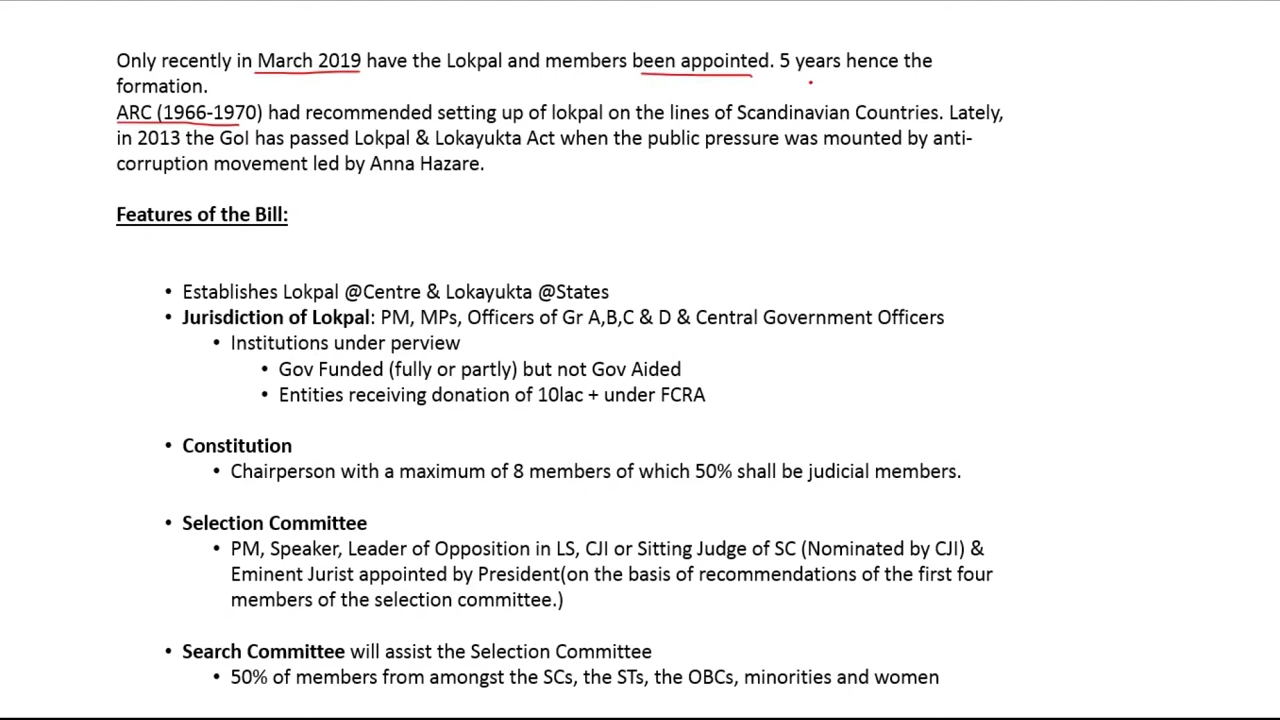 Only recently in March 2019 have the Lokpal and members been appointed. 5 years hence the
formation.
ARC (1966-1970) had recommended setting up of lokpal on the lines of Scandinavian Countries. Lately,
in 2013 the GoI has passed Lokpal & Lokayukta Act when the public pressure was mounted by anti-
corruption movement led by Anna Hazare.
Features of the Bill:
• Establishes Lokpal @Centre & Lokayukta @States
• Jurisdiction of Lokpal: PM, MPs, Officers of Gr A,B,C & D & Central Government Officers
• Institutions under perview
• Gov Funded (fully or partly) but not Gov Aided
• Entities receiving donation of 10lac + under FCRA
• Constitution
• Chairperson with a maximum of 8 members of which 50% shall be judicial members.
• Selection Committee
• PM, Speaker, Leader of Opposition in LS, CJI or Sitting Judge of SC (Nominated by CJI) &
Eminent Jurist appointed by President(on the basis of recommendations of the first four
members of the selection committee.)
• Search Committee will assist the Selection Committee
• 50% of members from amongst the SCs, the STs, the OBCs, minorities and women